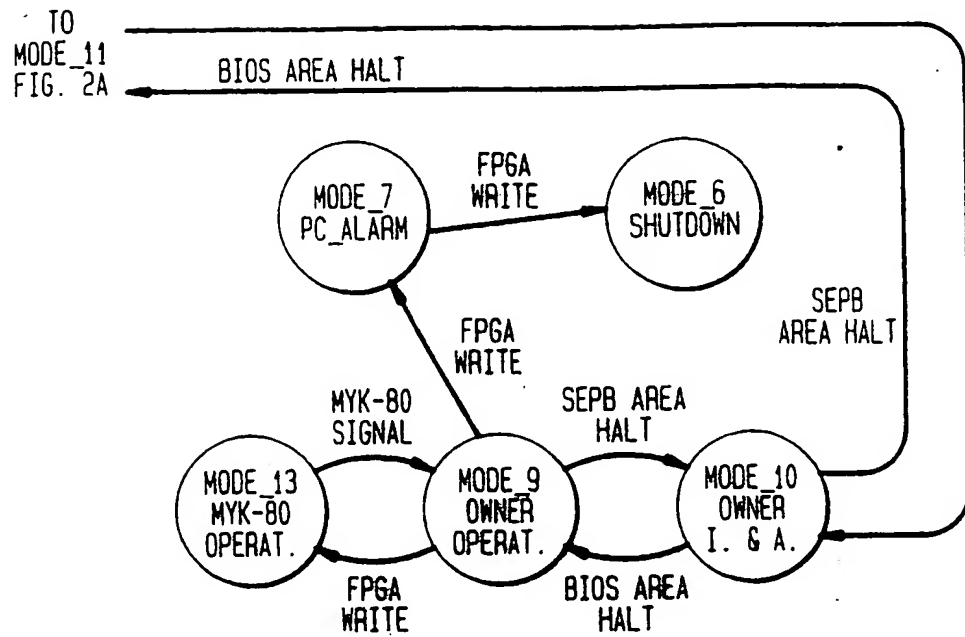 TO
MODE_11
FIG. 2A
BIOS AREA HALT
FPGA
WRITE
MODE_7
PC_ALARM
MODE_6
SHUTDOWN
SEPB
AREA HALT
FPGA
WRITE
MYK-80
SIGNAL
SEPB AREA
HALT
MODE_13
MYK-80
OPERAT.
MODE_9
OWNER
OPERAT.
MODE_10
OWNER
I. & A.
FPGA
WRITE
BIOS AREA
HALT